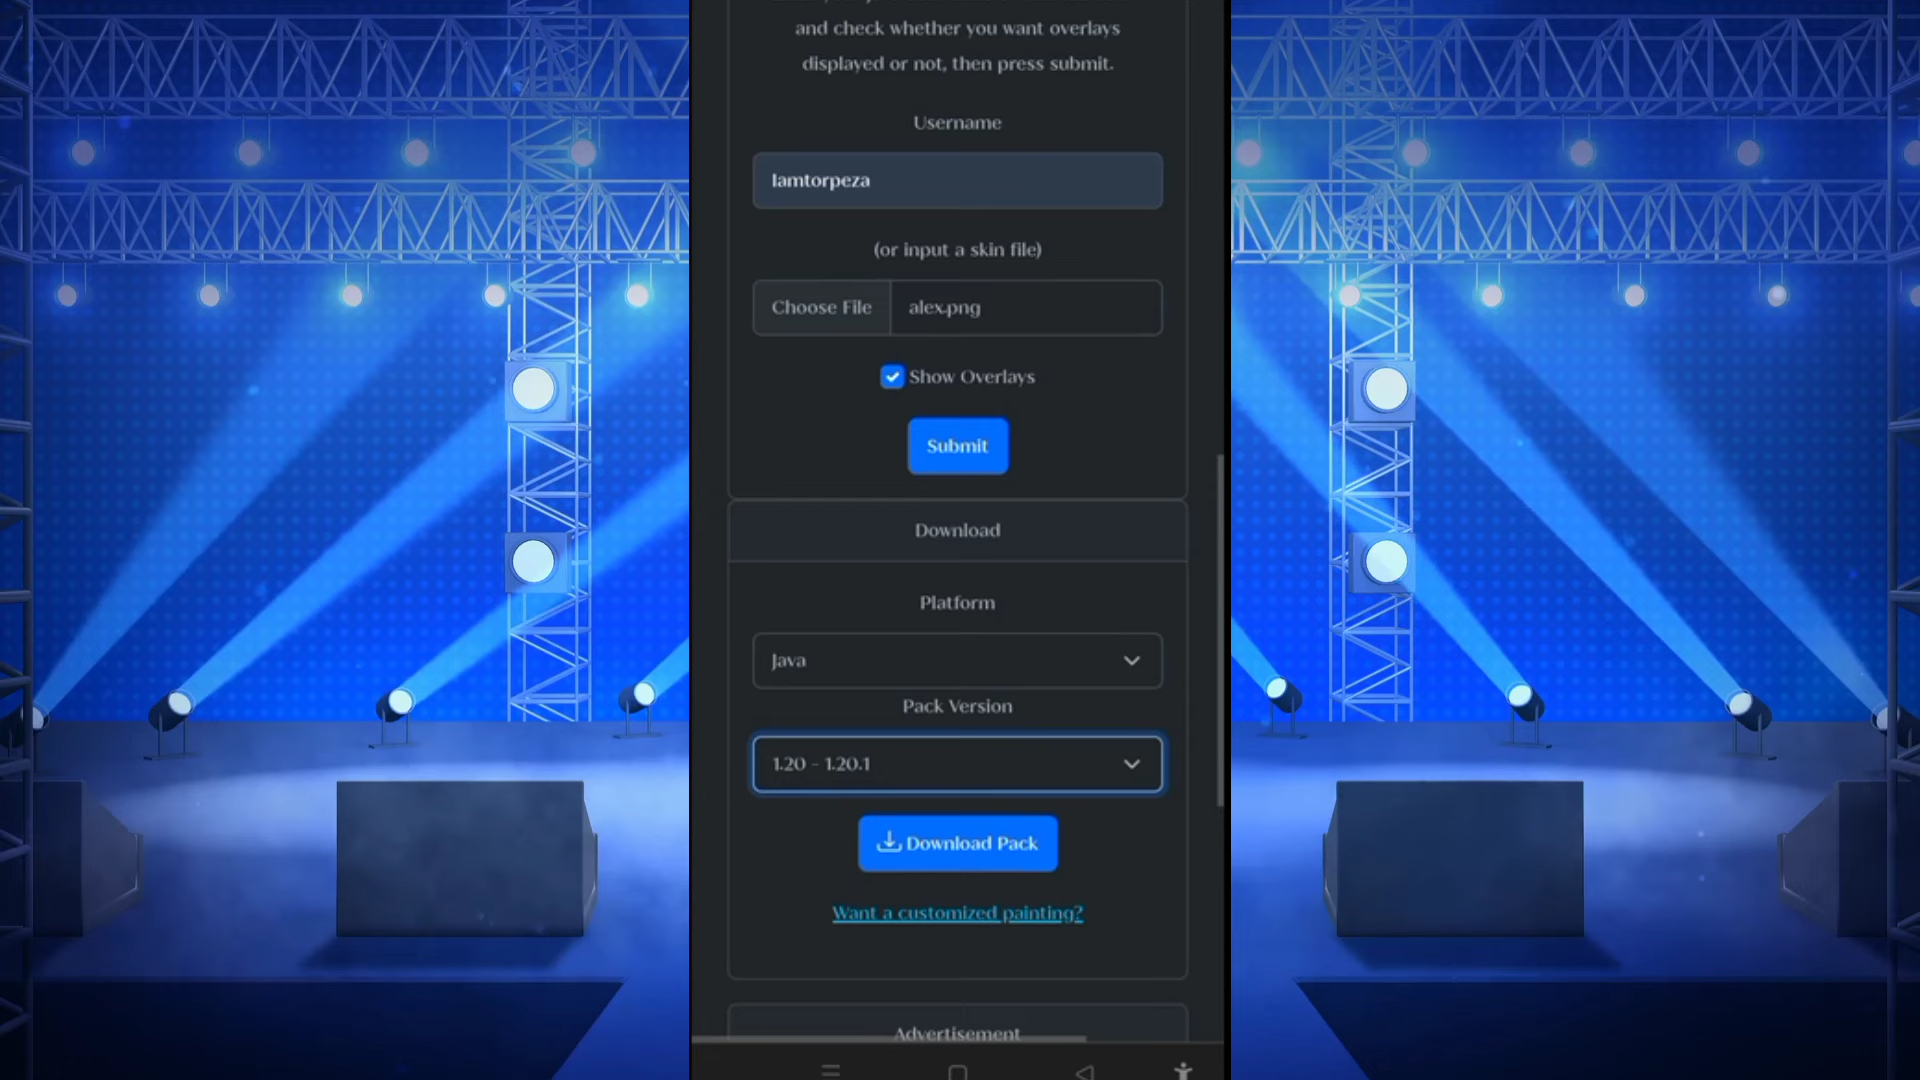 and check whether you want overlays
displayed or not, then press submit.
Username
Iamtorpeza
(or input a skin file)
Choose File
alex.png
Show Overlays
Submit
Download
Platform
Java
Pack Version
1.20 - 1.20.1
Download Pack
Want a customized painting?
Advertisement